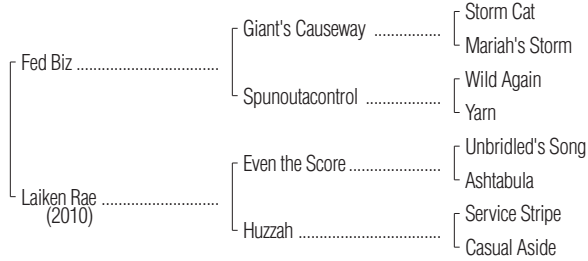 Storm Cat
Giant's Causeway ................
Mariah's Storm
Fed Biz ..................................
Wild Again
Spunoutacontrol ..................
Yarn
Unbridled's Song
Even the Score ......................
Ashtabula
Laiken Rae ............................
(2010)
Service Stripe
Huzzah ..................................
Casual Aside